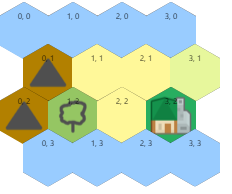 0, 0 1, 0 2, 0 3, 0
0, 1 1, 1 2, 1 3, 1
0, 2 1, 2 2, 2 3, 2
0, 3 1, 3 2, 3 3, 3